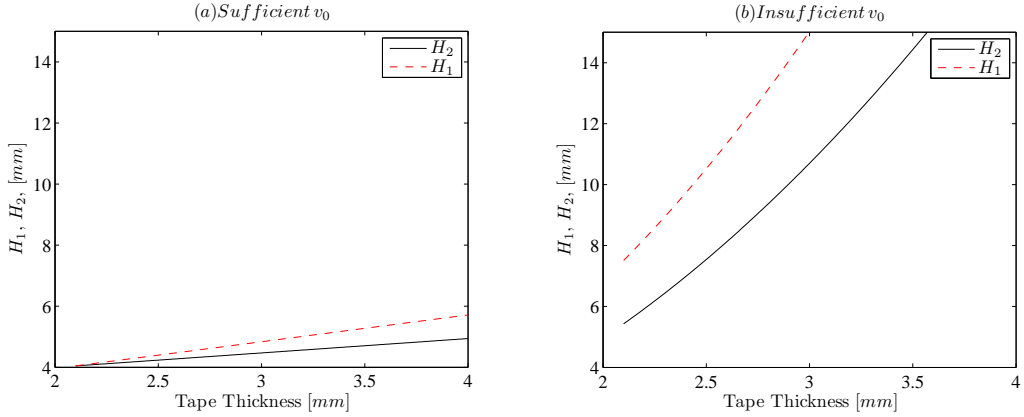 (a)Sufficient v₀
H₁, H₂, [mm]
14
12
10
8
6
4
2
2.5
3
3.5
4
Tape Thickness [mm]
H₂
H₁
(b)Insufficient v₀
H₁, H₂, [mm]
14
12
10
8
6
4
2
2.5
3
3.5
4
Tape Thickness [mm]
H₂
H₁